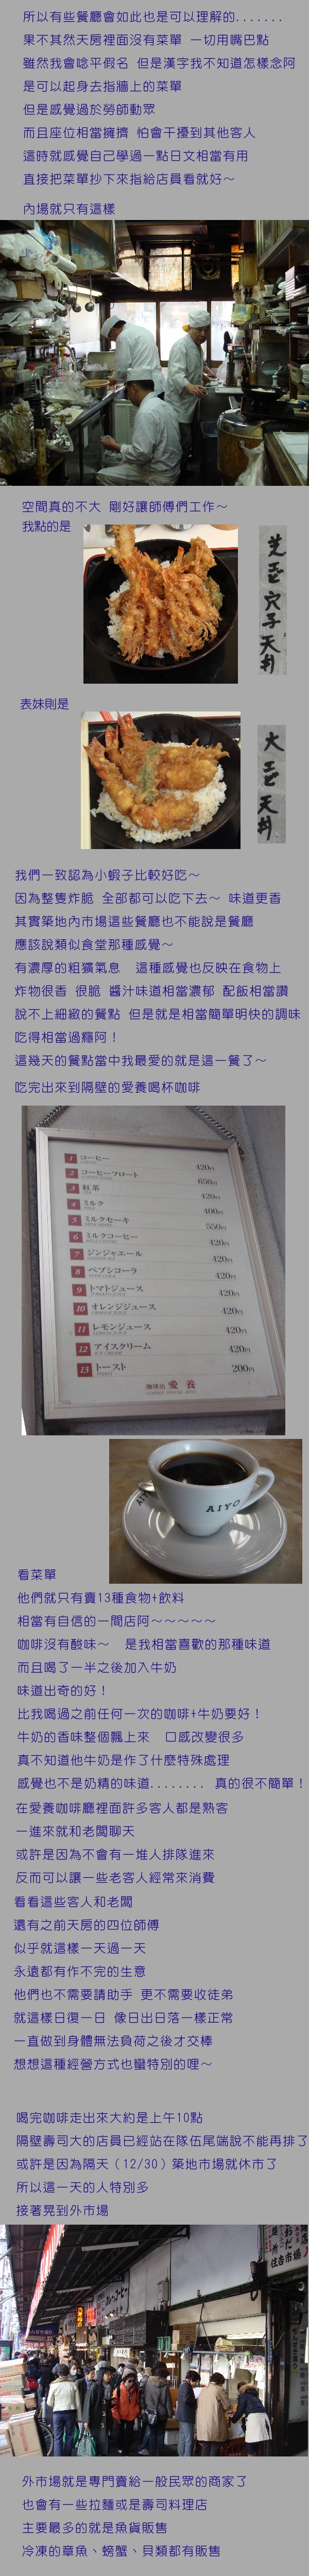 所以有些餐廳會如此也是可以理解的.......
果不其然天房裡面沒有菜單 一切用嘴巴點
雖然我會唸平假名 但是漢字我不知道怎樣念阿
是可以起身去指牆上的菜單
但是感覺過於勞師動眾
而且座位相當擁擠 怕會干擾到其他客人
這時就感覺自己學過一點日文相當有用
直接把菜單抄下來指給店員看就好～
內場就只有這樣
空間真的不大 剛好讓師傅們工作～
我點的是
芝エビ穴子天丼
表妹則是
大エビ天丼
我們一致認為小蝦子比較好吃～
因為整隻炸脆 全部都可以吃下去～ 味道更香
其實築地內市場這些餐廳也不能說是餐廳
應該說類似食堂那種感覺～
有濃厚的粗獷氣息 這種感覺也反映在食物上
炸物很香 很脆 醬汁味道相當濃郁 配飯相當讚
說不上細緻的餐點 但是就是相當簡單明快的調味
吃得相當過癮阿！
這幾天的餐點當中我最愛的就是這一餐了～
吃完出來到隔壁的愛養喝杯咖啡
1 コーヒー 420円
2 コーヒーフロート 650円
3 紅茶 420円
4 ミルク 400円
5 ミルクセーキ 550円
6 ミルクコーヒー 420円
7 ジンジャエール 420円
8 ペプシコーラ 420円
9 トマトジュース 420円
10 オレンジジュース 420円
11 レモンジュース 420円
12 アイスクリーム 420円
13 トースト 200円
珈琲店 愛養
COFFEE HOUSE AIYO
AIYO
看菜單
他們就只有賣13種食物+飲料
相當有自信的一間店阿～～～～～
咖啡沒有酸味～ 是我相當喜歡的那種味道
而且喝了一半之後加入牛奶
味道出奇的好！
比我喝過之前任何一次的咖啡+牛奶要好！
牛奶的香味整個飄上來 口感改變很多
真不知道他牛奶是作了什麼特殊處理
感覺也不是奶精的味道........ 真的很不簡單！
在愛養咖啡廳裡面許多客人都是熟客
一進來就和老闆聊天
或許是因為不會有一堆人排隊進來
反而可以讓一些老客人經常來消費
看看這些客人和老闆
還有之前天房的四位師傅
似乎就這樣一天過一天
永遠都有作不完的生意
他們也不需要請助手 更不需要收徒弟
就這樣日復一日 像日出日落一樣正常
一直做到身體無法負荷之後才交棒
想想這種經營方式也蠻特別的哩～
喝完咖啡走出來大約是上午10點
隔壁壽司大的店員已經站在隊伍尾端說不能再排了
或許是因為隔天（12/30）築地市場就休市了
所以這一天的人特別多
接著晃到外市場
外市場就是專門賣給一般民眾的商家了
也會有一些拉麵或是壽司料理店
主要最多的就是魚貨販售
冷凍的章魚、螃蟹、貝類都有販售